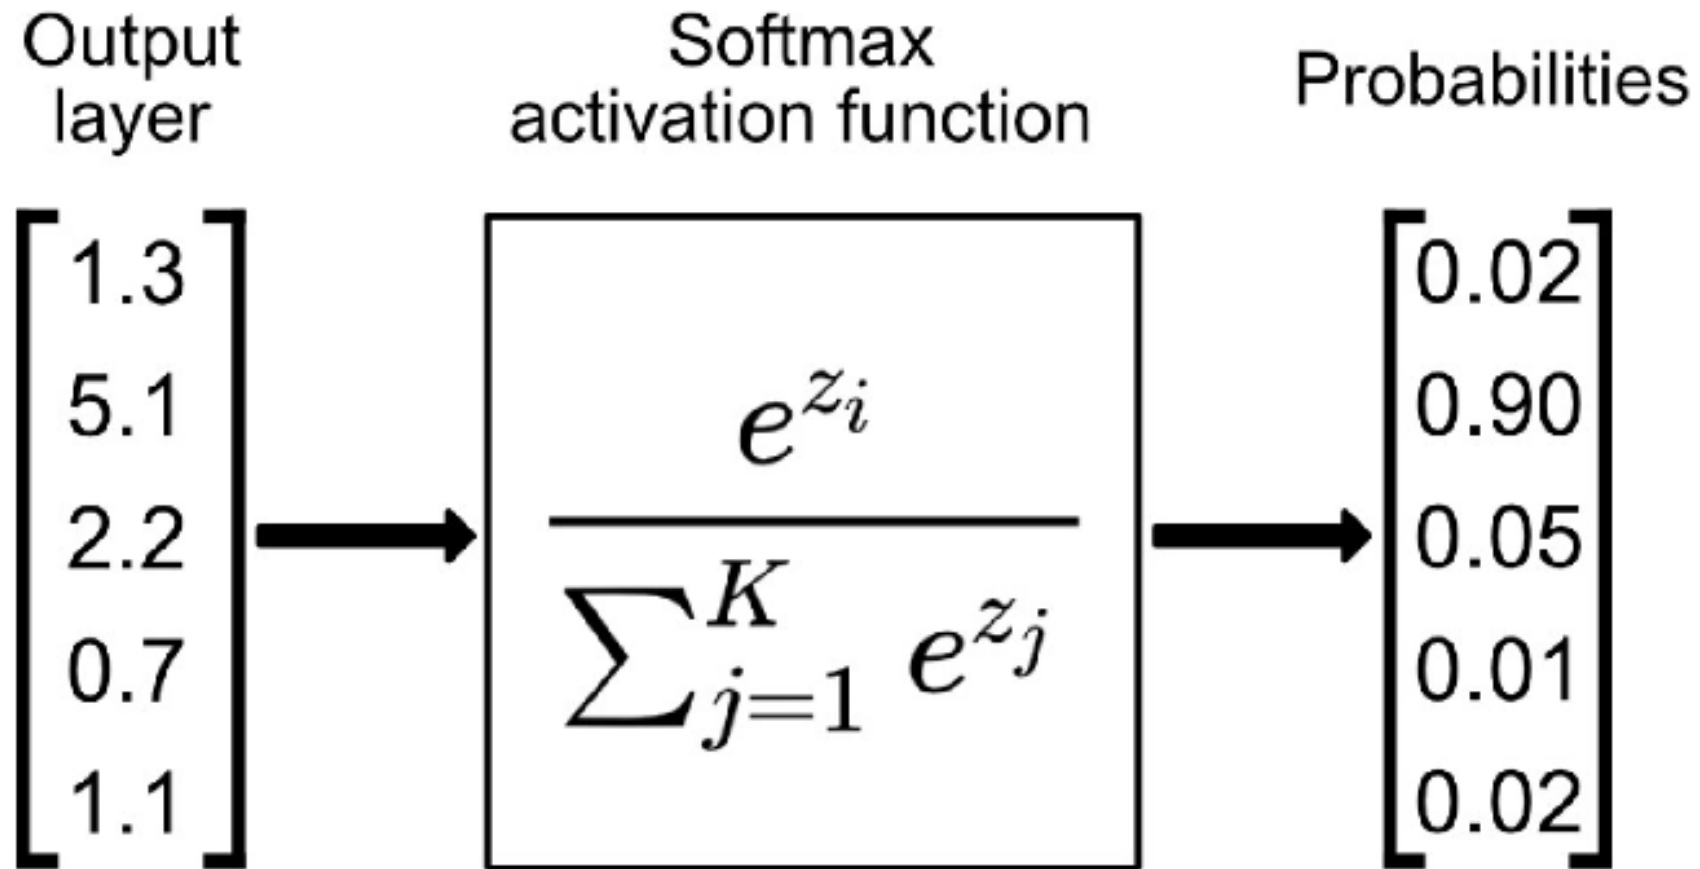 Output
layer
Softmax
activation function
Probabilities
1.3
5.1
2.2
0.7
1.1
e^{z_i}
∑_{j=1}^{K} e^{z_j}
0.02
0.90
0.05
0.01
0.02